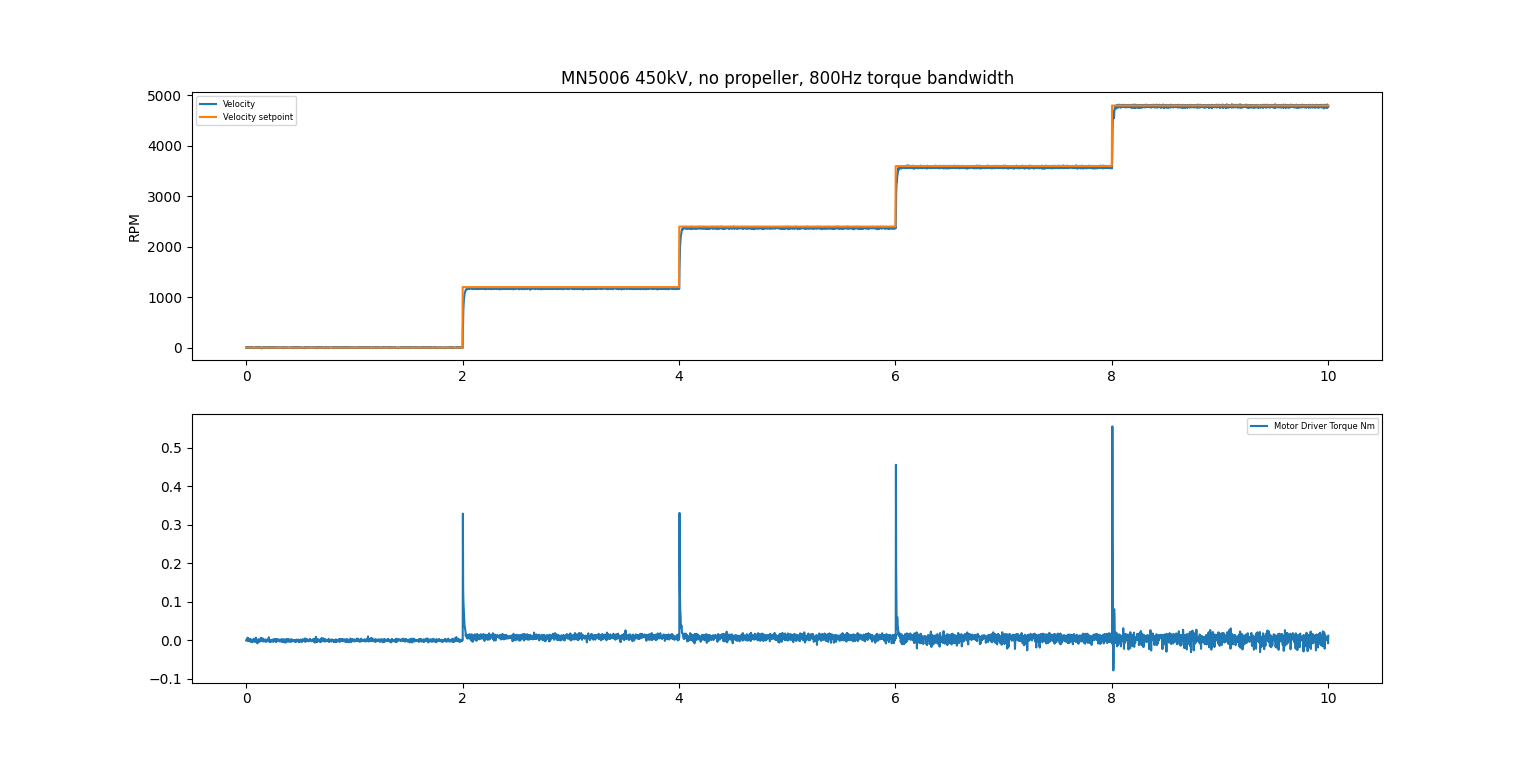 MN5006 450kV, no propeller, 800Hz torque bandwidth
Velocity
Velocity setpoint
5000
4000
3000
2000
1000
0
RPM
0 2 4 6 8 10
Motor Driver Torque Nm
0.5
0.4
0.3
0.2
0.1
0.0
−0.1
0 2 4 6 8 10